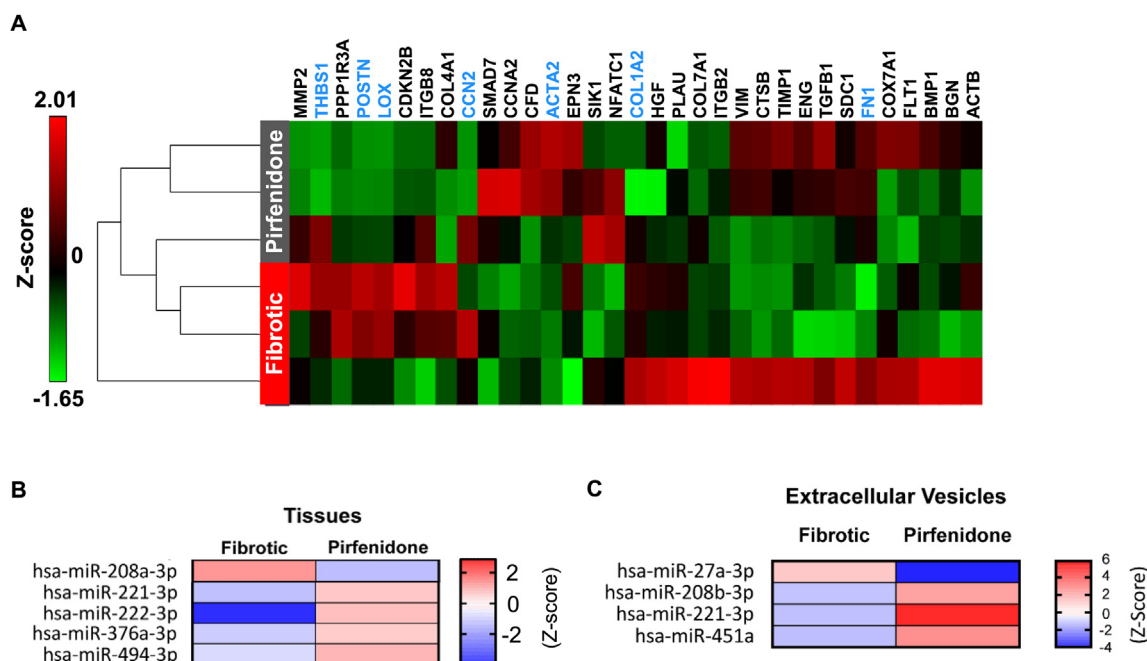 A
2.01
0
-1.65
Z-score
MMP2
THBS1
PPP1R3A
POSTN
LOX
CDKN2B
ITGB8
COL4A1
CCN2
SMAD7
CCNA2
CFD
ACTA2
EPN3
SIK1
NFATC1
COL1A2
HGF
PLAU
COL7A1
ITGB2
VIM
CTSB
TIMP1
ENG
TGFB1
SDC1
FN1
COX7A1
FLT1
BMP1
BGN
ACTB
Pirfenidone
Fibrotic
B
Tissues
Fibrotic Pirfenidone
hsa-miR-208a-3p
hsa-miR-221-3p
hsa-miR-222-3p
hsa-miR-376a-3p
hsa-miR-494-3p
2
0
-2
(Z-score)
C
Extracellular Vesicles
Fibrotic Pirfenidone
hsa-miR-27a-3p
hsa-miR-208b-3p
hsa-miR-221-3p
hsa-miR-451a
6
4
2
0
-2
-4
(Z-Score)